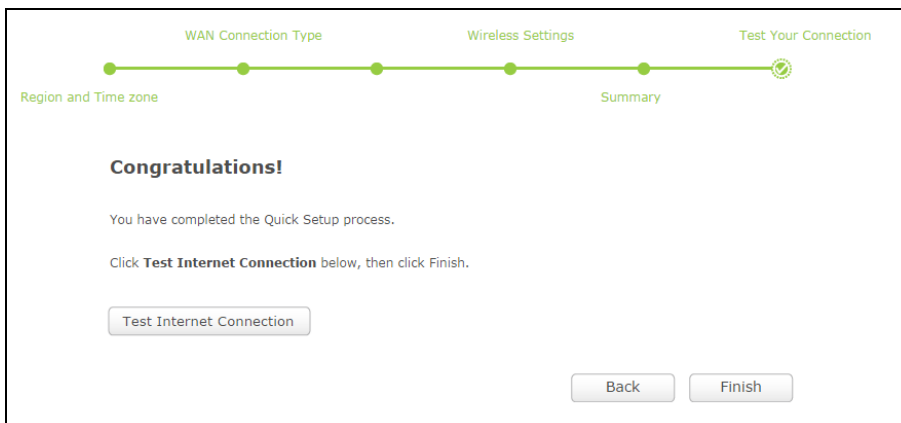 WAN Connection Type Wireless Settings Test Your Connection
Region and Time zone Summary
Congratulations!
You have completed the Quick Setup process.
Click Test Internet Connection below, then click Finish.
Test Internet Connection
Back Finish